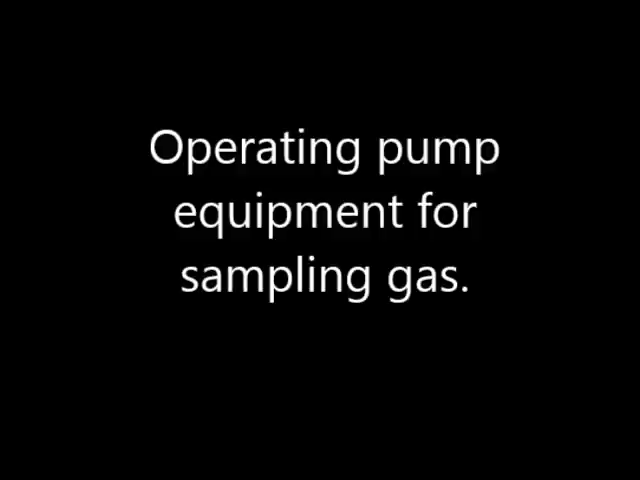 Operating pump
equipment for
sampling gas.